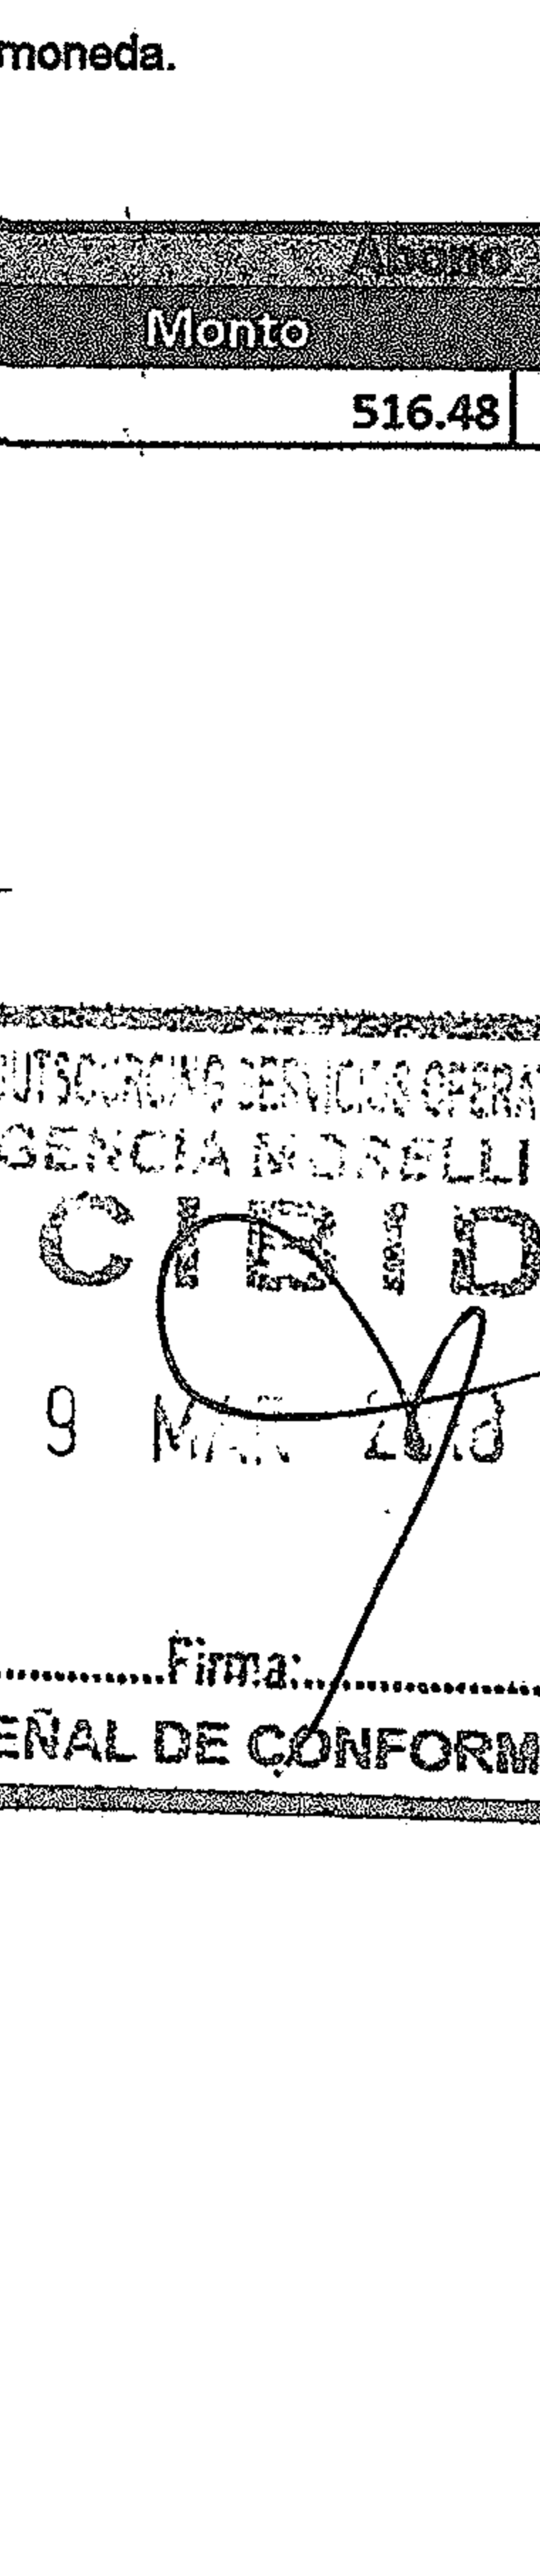 moneda.
Abono
Monto
516.48
UTSOURCING SERVICIOS OPERA
GENCIA MORELLI
C I B I D
9 MAR 2018
Firma:
EÑAL DE CONFORM